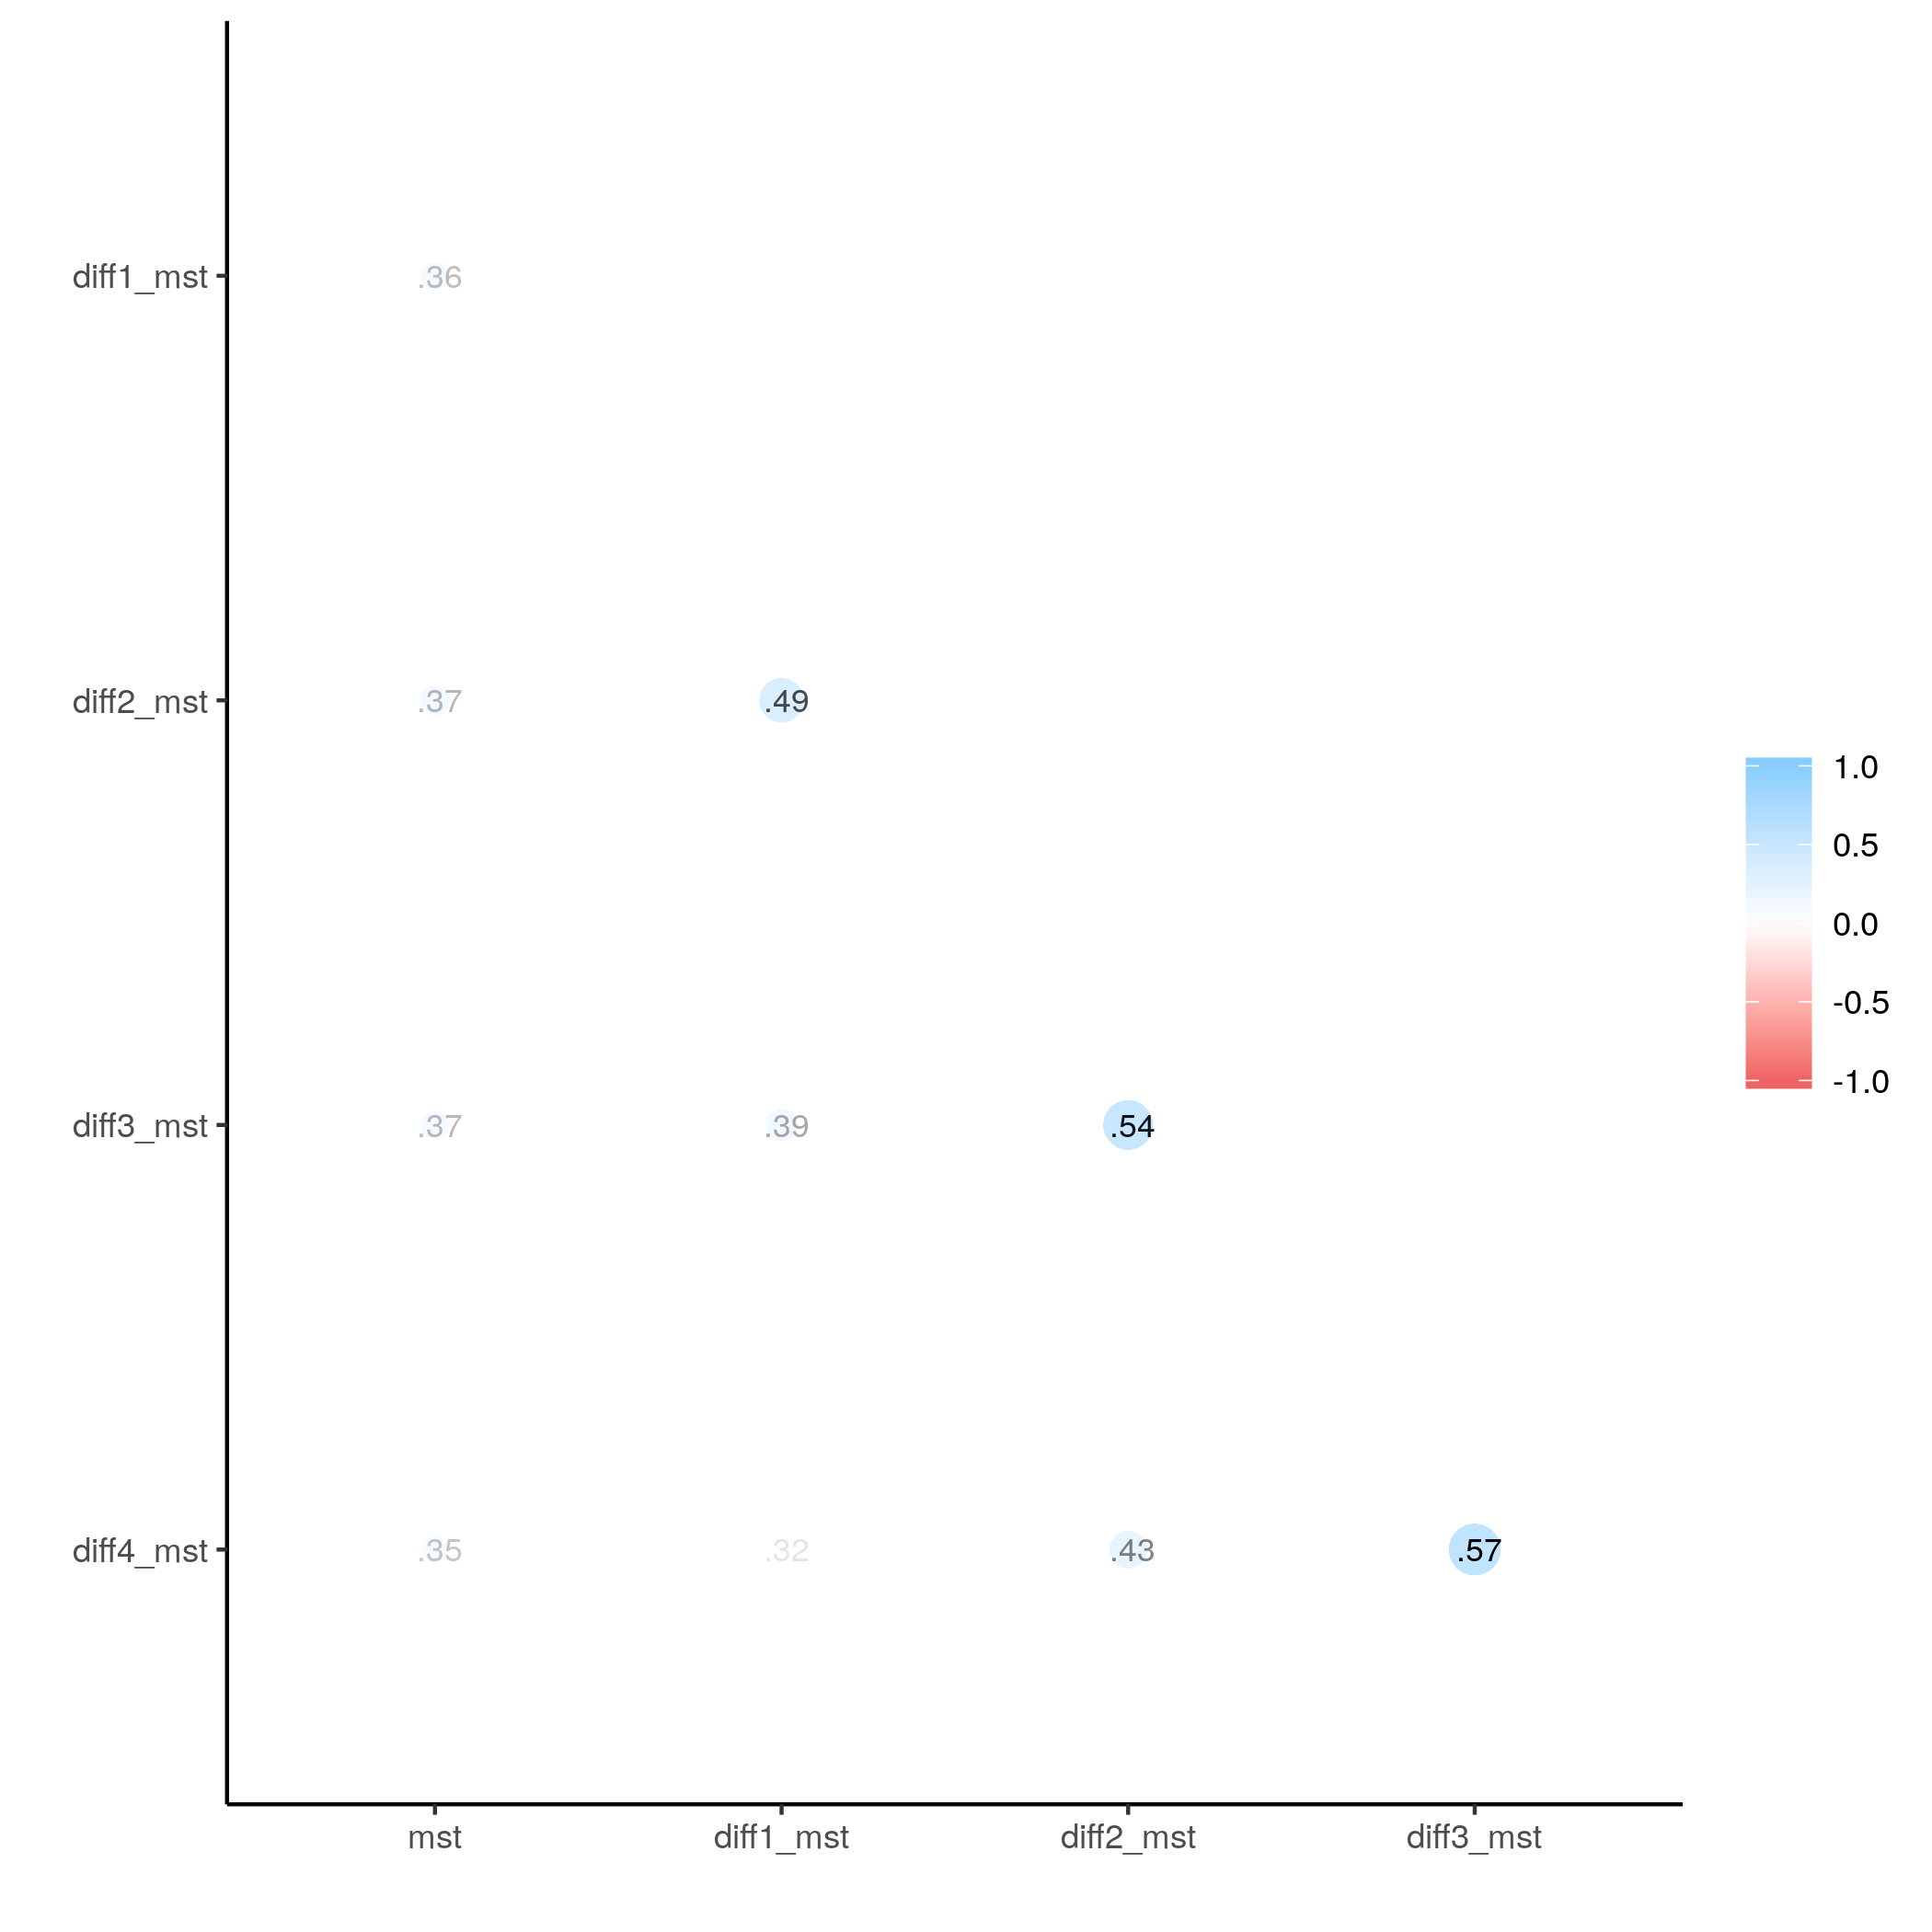 diff1_mst .36
diff2_mst .37 .49
diff3_mst .37 .39 .54
diff4_mst .35 .32 .43 .57
mst diff1_mst diff2_mst diff3_mst
1.0
0.5
0.0
-0.5
-1.0